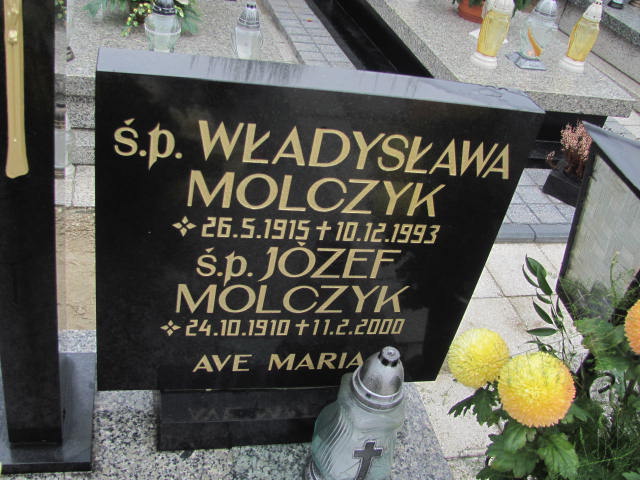 Ś.P. WŁADYSŁAWA
MOLCZYK
26.5.1915 + 10.12.1993
Ś.P. JÓZEF
MOLCZYK
24.10.1910 + 11.2.2000
AVE MARIA